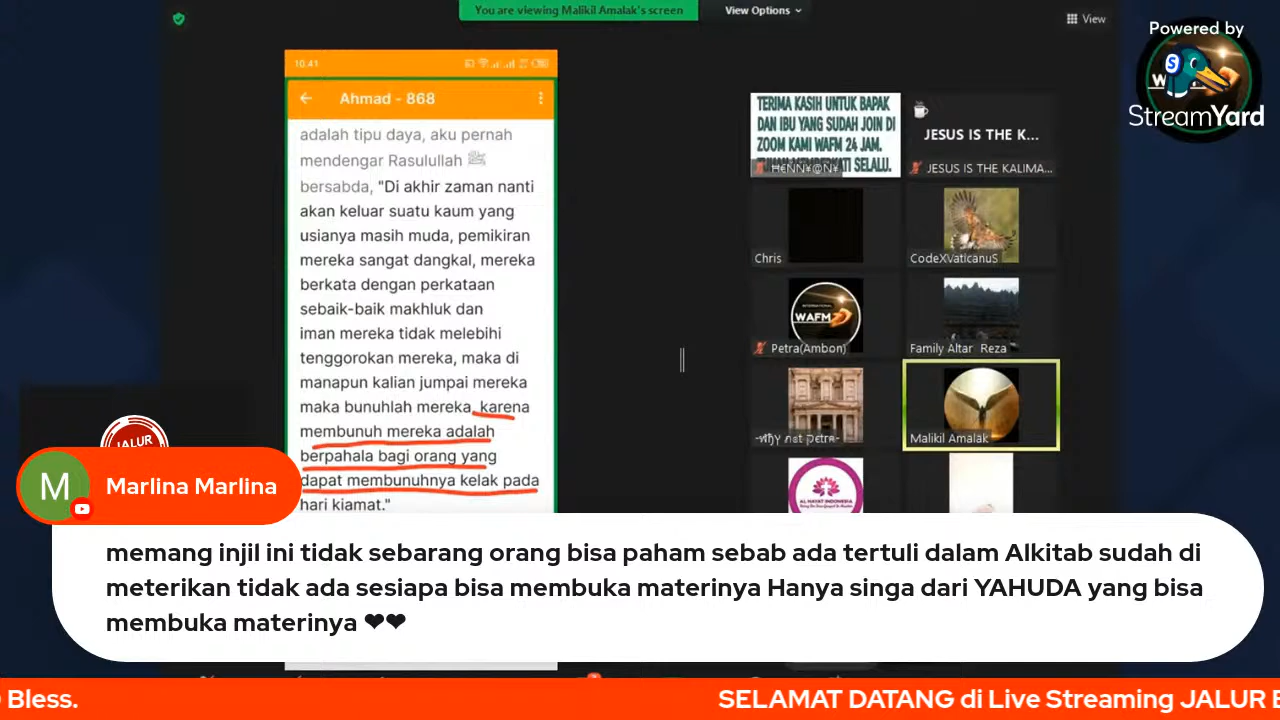 You are viewing Malikil Amalak's screen
View Options
View
Powered by
StreamYard
10:41
Ahmad - 868
adalah tipu daya, aku pernah
mendengar Rasulullah ﷺ
bersabda, "Di akhir zaman nanti
akan keluar suatu kaum yang
usianya masih muda, pemikiran
mereka sangat dangkal, mereka
berkata dengan perkataan
sebaik-baik makhluk dan
iman mereka tidak melebihi
tenggorokan mereka, maka di
manapun kalian jumpai mereka
maka bunuhlah mereka, karena
membunuh mereka adalah
berpahala bagi orang yang
dapat membunuhnya kelak pada
hari kiamat."
TERIMA KASIH UNTUK BAPAK
DAN IBU YANG SUDAH JOIN DI
ZOOM KAMI WAFM 24 JAM.
SELALU.
JESUS IS THE K...
JESUS IS THE KALIMA...
Chris
CodeXVaticanuS
WAFM
Petra(Ambon)
Family Altar Reza
Malikil Amalak
AL HAYAT INDONESIA
JALUR
M
Marlina Marlina
memang injil ini tidak sebarang orang bisa paham sebab ada tertuli dalam Alkitab sudah di
meterikan tidak ada sesiapa bisa membuka materinya Hanya singa dari YAHUDA yang bisa
membuka materinya ❤❤
Bless.
SELAMAT DATANG di Live Streaming JALUR